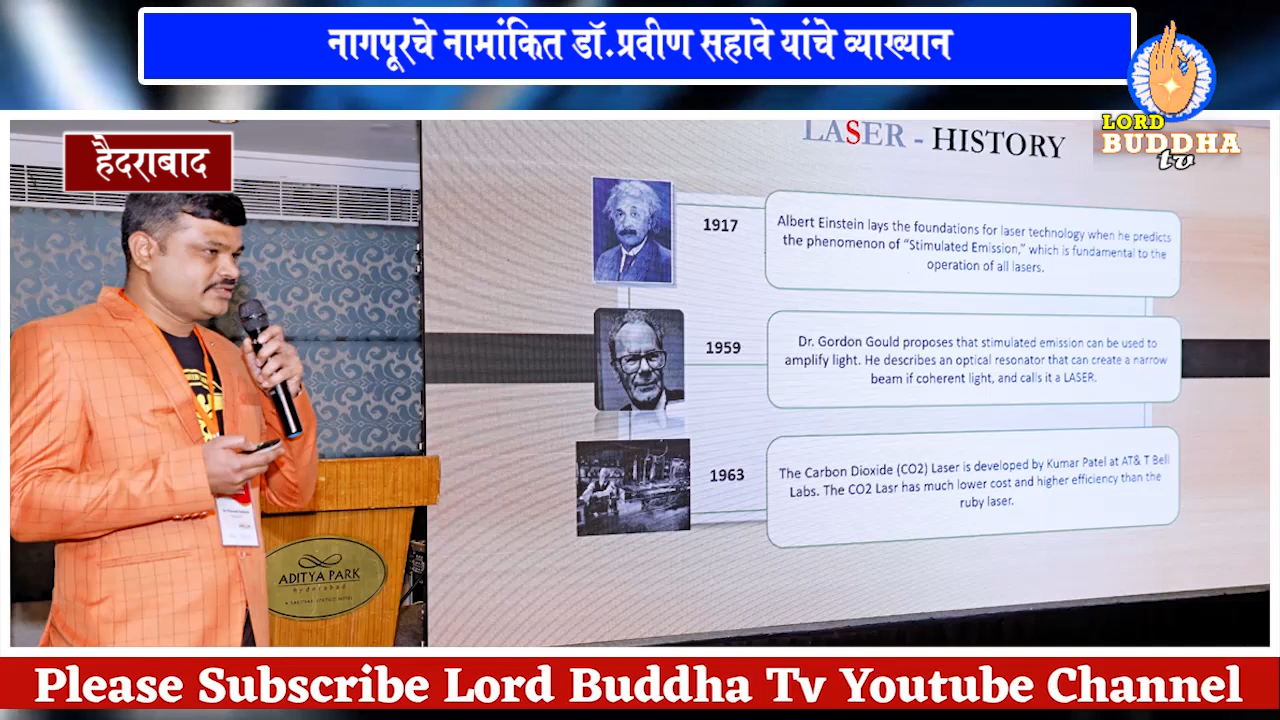 नागपूरचे नामांकित डॉ.प्रवीण सहावे यांचे व्याख्यान
LORD
BUDDHA
tv
हैदराबाद
LASER - HISTORY
1917
Albert Einstein lays the foundations for laser technology when he predicts
the phenomenon of “Stimulated Emission,” which is fundamental to the
operation of all lasers.
1959
Dr. Gordon Gould proposes that stimulated emission can be used to
amplify light. He describes an optical resonator that can create a narrow
beam if coherent light, and calls it a LASER.
1963
The Carbon Dioxide (CO2) Laser is developed by Kumar Patel at AT& T Bell
Labs. The CO2 Lasr has much lower cost and higher efficiency than the
ruby laser.
ADITYA PARK
hyderabad
Please Subscribe Lord Buddha Tv Youtube Channel